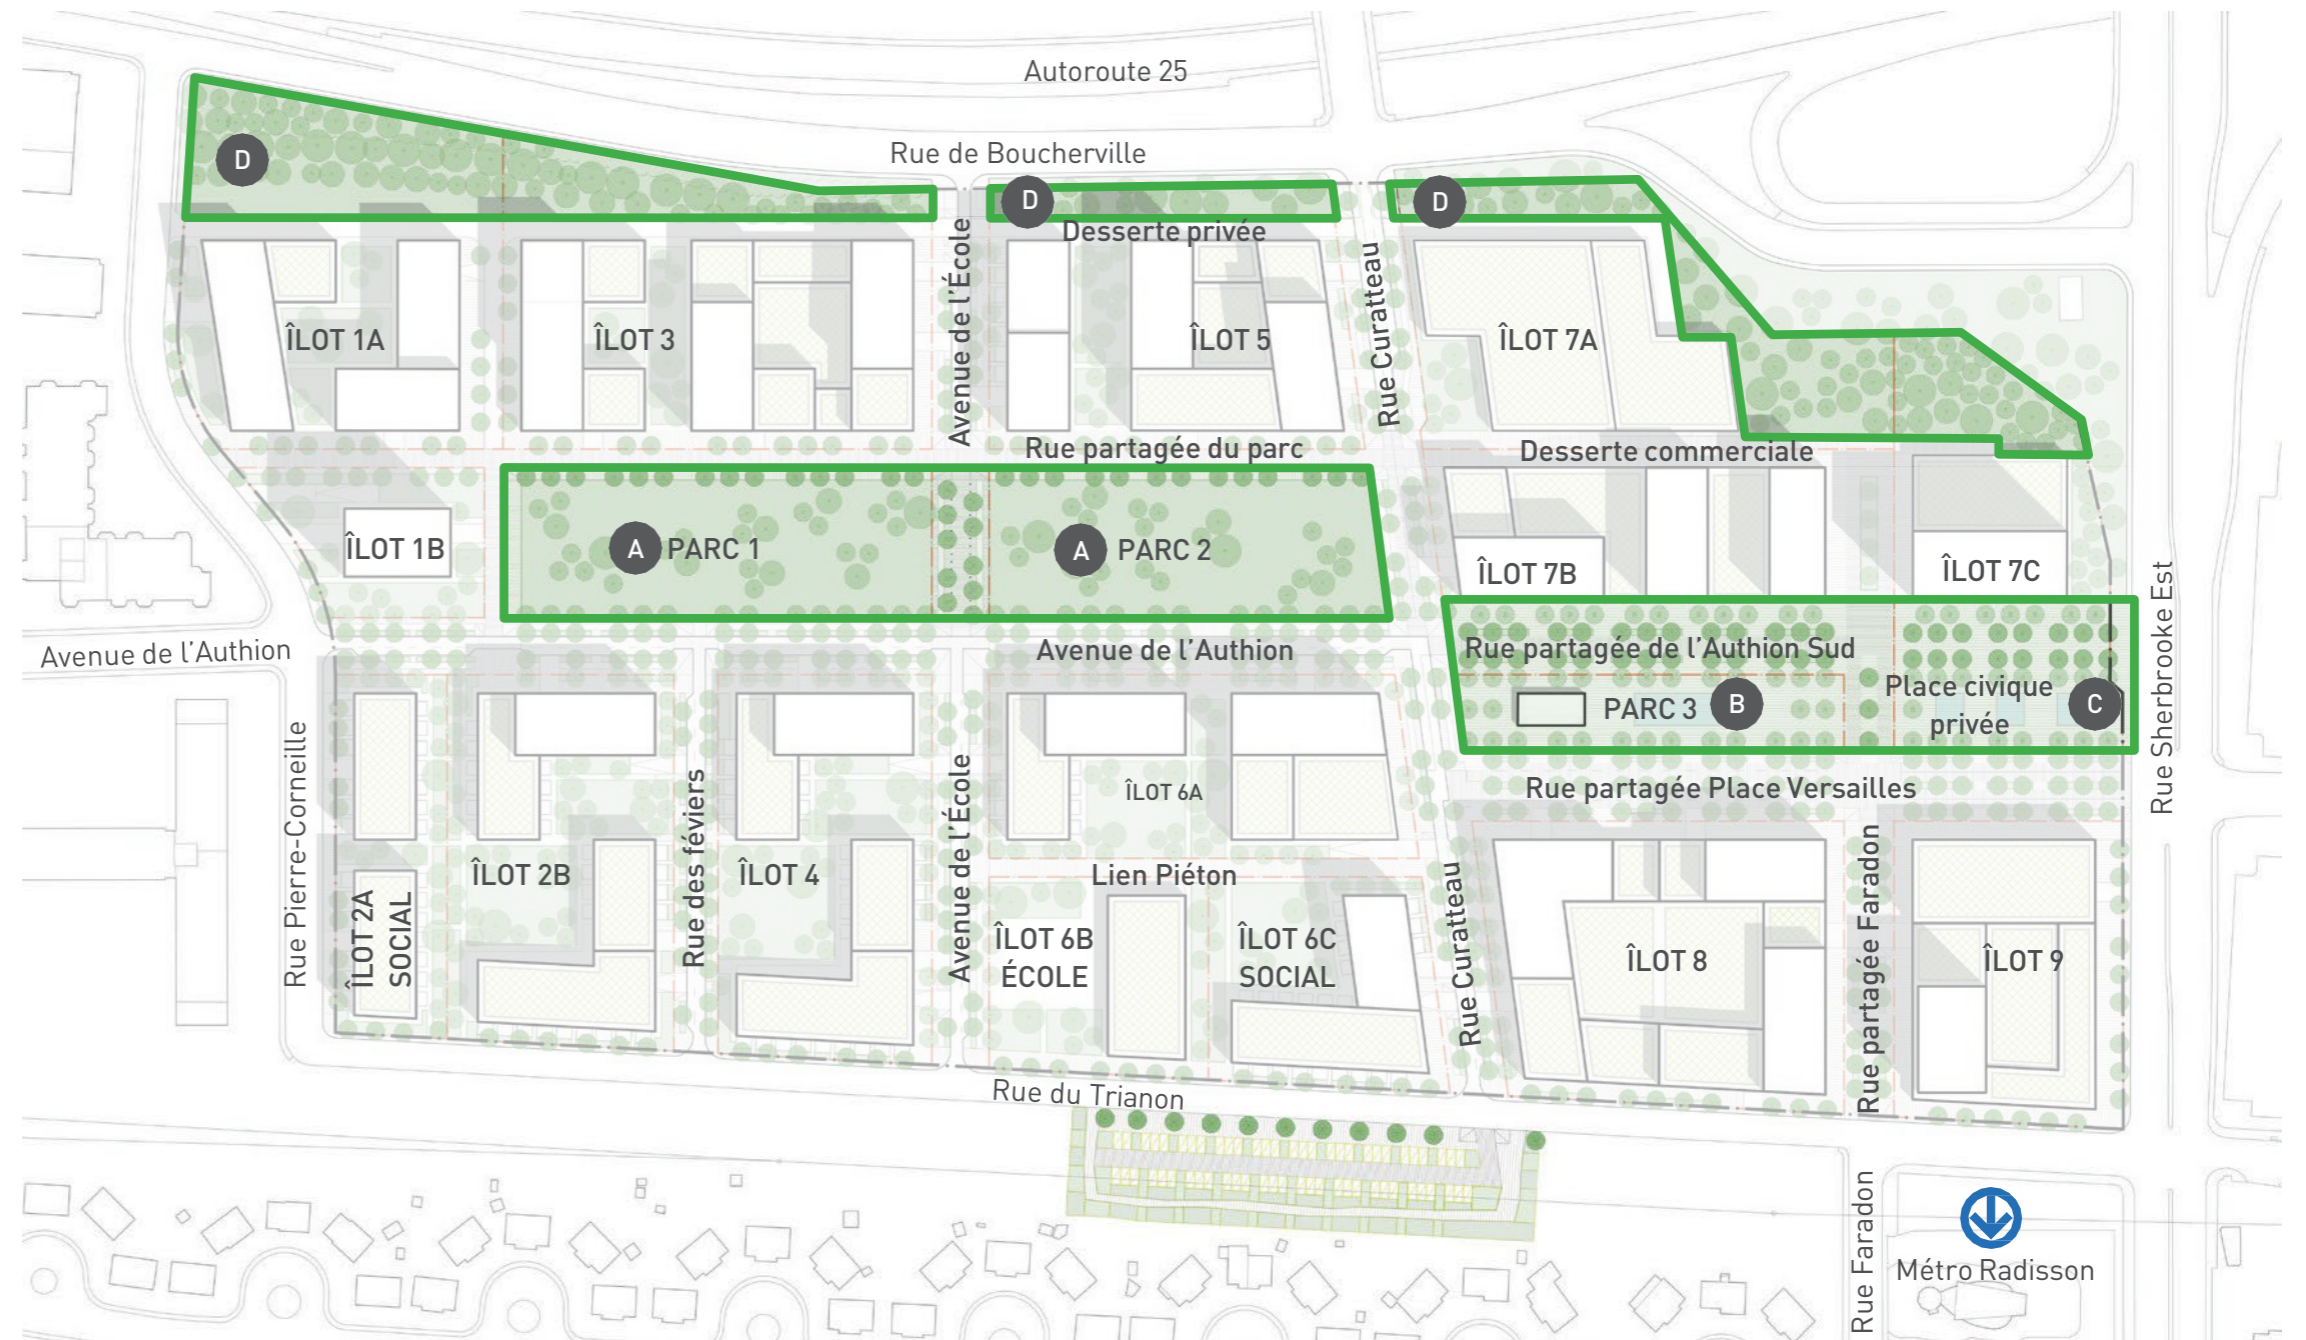 Autoroute 25
Rue de Boucherville
D
D
D
Desserte privée
Avenue de l'École
Rue Curatteau
ÎLOT 1A
ÎLOT 3
ÎLOT 5
ÎLOT 7A
Rue partagée du parc
Desserte commerciale
ÎLOT 1B
A PARC 1
A PARC 2
ÎLOT 7B
ÎLOT 7C
Rue Sherbrooke Est
Avenue de l'Authion
Avenue de l'Authion
Rue partagée de l'Authion Sud
PARC 3 B
Place civique
privée
C
Rue partagée Place Versailles
Rue Pierre-Corneille
ÎLOT 2A
SOCIAL
ÎLOT 2B
Rue des féviers
ÎLOT 4
Avenue de l'École
ÎLOT 6A
Lien Piéton
ÎLOT 6B
ÉCOLE
ÎLOT 6C
SOCIAL
Rue Curatteau
ÎLOT 8
Rue partagée Faradon
ÎLOT 9
Rue du Trianon
Rue Faradon
Métro Radisson